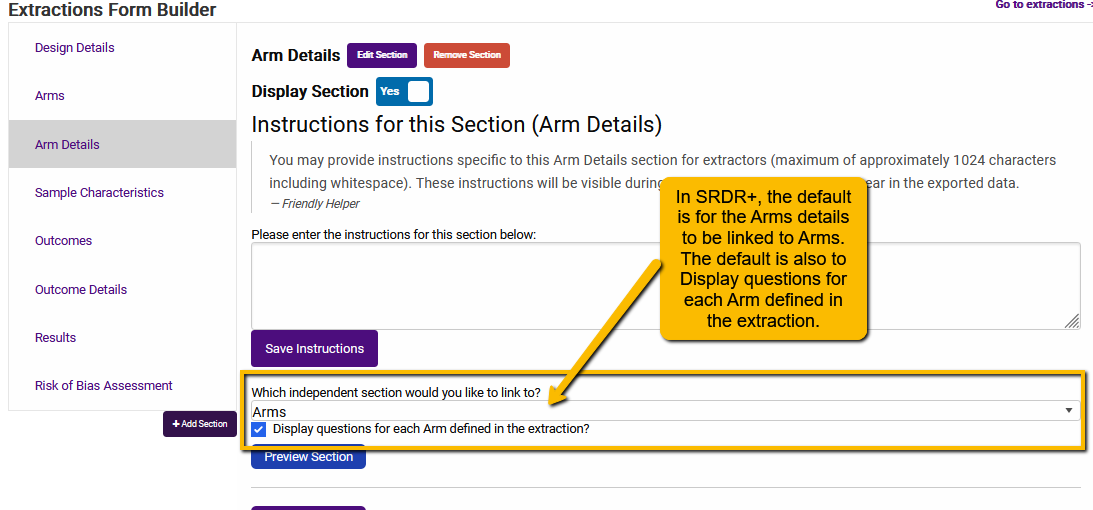 Extractions Form Builder
Go to extractions ->
Design Details
Arms
Arm Details
Sample Characteristics
Outcomes
Outcome Details
Results
Risk of Bias Assessment
+ Add Section
Arm Details
Edit Section
Remove Section
Display Section
Yes
Instructions for this Section (Arm Details)
You may provide instructions specific to this Arm Details section for extractors (maximum of approximately 1024 characters
including whitespace). These instructions will be visible during ear in the exported data.
— Friendly Helper
Please enter the instructions for this section below:
In SRDR+, the default
is for the Arms details
to be linked to Arms.
The default is also to
Display questions for
each Arm defined in
the extraction.
Save Instructions
Which independent section would you like to link to?
Arms
Display questions for each Arm defined in the extraction?
Preview Section